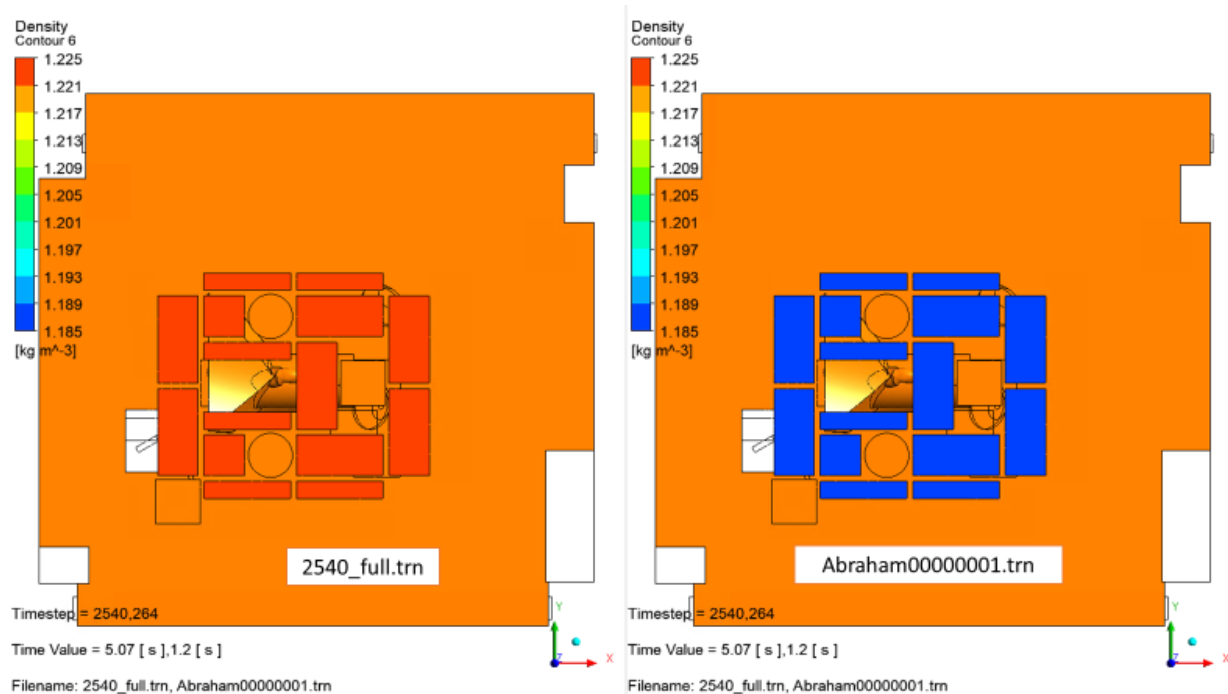 Density
Contour 6
1.225
1.221
1.217
1.213
1.209
1.205
1.201
1.197
1.193
1.189
1.185
[kg m^-3]
2540_full.trn
Timestep = 2540,264
Time Value = 5.07 [ s ],1.2 [ s ]
Filename: 2540_full.trn, Abraham00000001.trn
Y
X
Z
Density
Contour 6
1.225
1.221
1.217
1.213
1.209
1.205
1.201
1.197
1.193
1.189
1.185
[kg m^-3]
Abraham00000001.trn
Timestep = 2540,264
Time Value = 5.07 [ s ],1.2 [ s ]
Filename: 2540_full.trn, Abraham00000001.trn
Y
X
Z